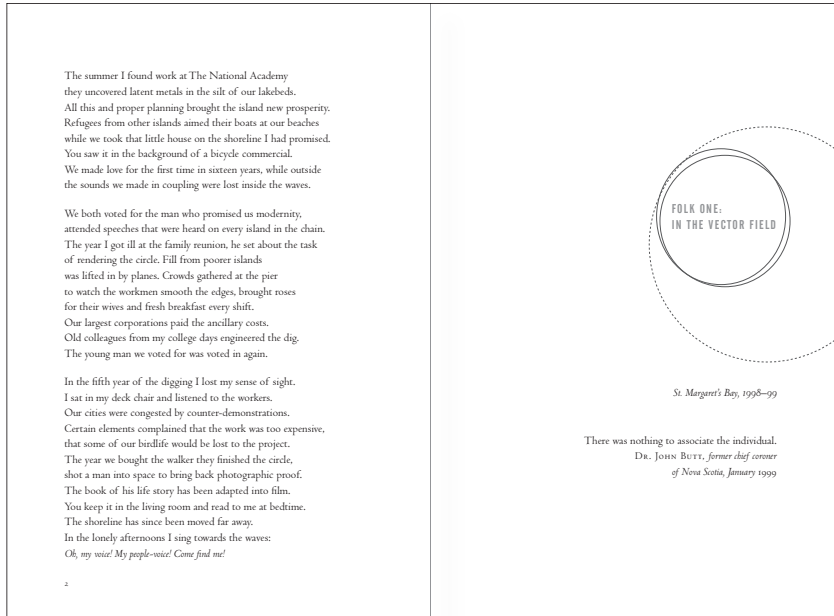 The summer I found work at The National Academy
they uncovered latent metals in the silt of our lakebeds.
All this and proper planning brought the island new prosperity.
Refugees from other islands aimed their boats at our beaches
while we took that little house on the shoreline I had promised.
You saw it in the background of a bicycle commercial.
We made love for the first time in sixteen years, while outside
the sounds we made in coupling were lost inside the waves.
We both voted for the man who promised us modernity,
attended speeches that were heard on every island in the chain.
The year I got ill at the family reunion, he set about the task
of rendering the circle. Fill from poorer islands
was lifted in by planes. Crowds gathered at the pier
to watch the workmen smooth the edges, brought roses
for their wives and fresh breakfast every shift.
Our largest corporations paid the ancillary costs.
Old colleagues from my college days engineered the dig.
The young man we voted for was voted in again.
In the fifth year of the digging I lost my sense of sight.
I sat in my deck chair and listened to the workers.
Our cities were congested by counter-demonstrations.
Certain elements complained that the work was too expensive,
that some of our birdlife would be lost to the project.
The year we bought the walker they finished the circle,
shot a man into space to bring back photographic proof.
The book of his life story has been adapted into film.
You keep it in the living room and read to me at bedtime.
The shoreline has since been moved far away.
In the lonely afternoons I sing towards the waves:
Oh, my voice! My people-voice! Come find me!
2
FOLK ONE:
IN THE VECTOR FIELD
St. Margaret's Bay, 1998–99
There was nothing to associate the individual.
Dr. John Butt, former chief coroner
of Nova Scotia, January 1999